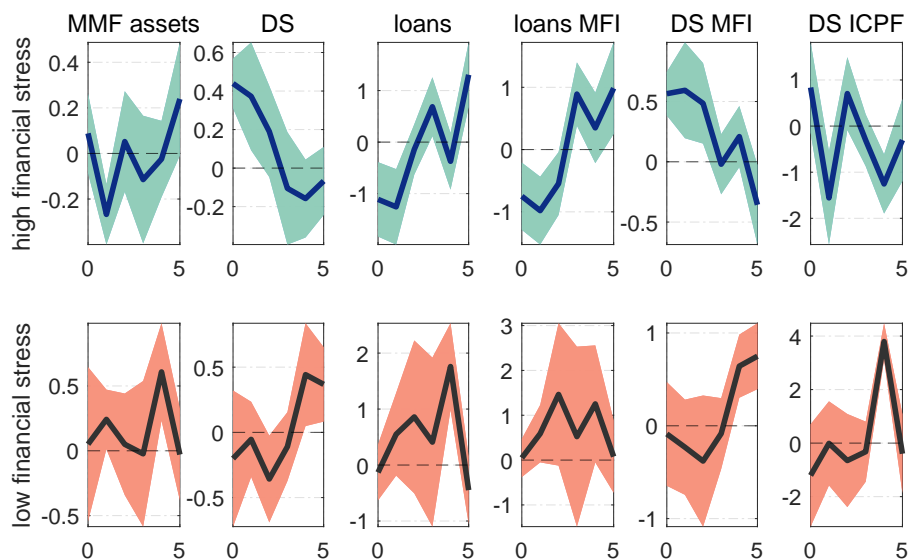 MMF assets DS loans loans MFI DS MFI DS ICPF
high financial stress
0.4 0.2 0 -0.2
0.6 0.4 0.2 0 -0.2
1 0 -1
1 0 -1
0.5 0 -0.5
1 0 -1 -2
0 5 0 5 0 5 0 5 0 5 0 5
low financial stress
0.5 0 -0.5
0.5 0 -0.5
2 1 0 -1
3 2 1 0 -1
1 0 -1
4 2 0 -2
0 5 0 5 0 5 0 5 0 5 0 5